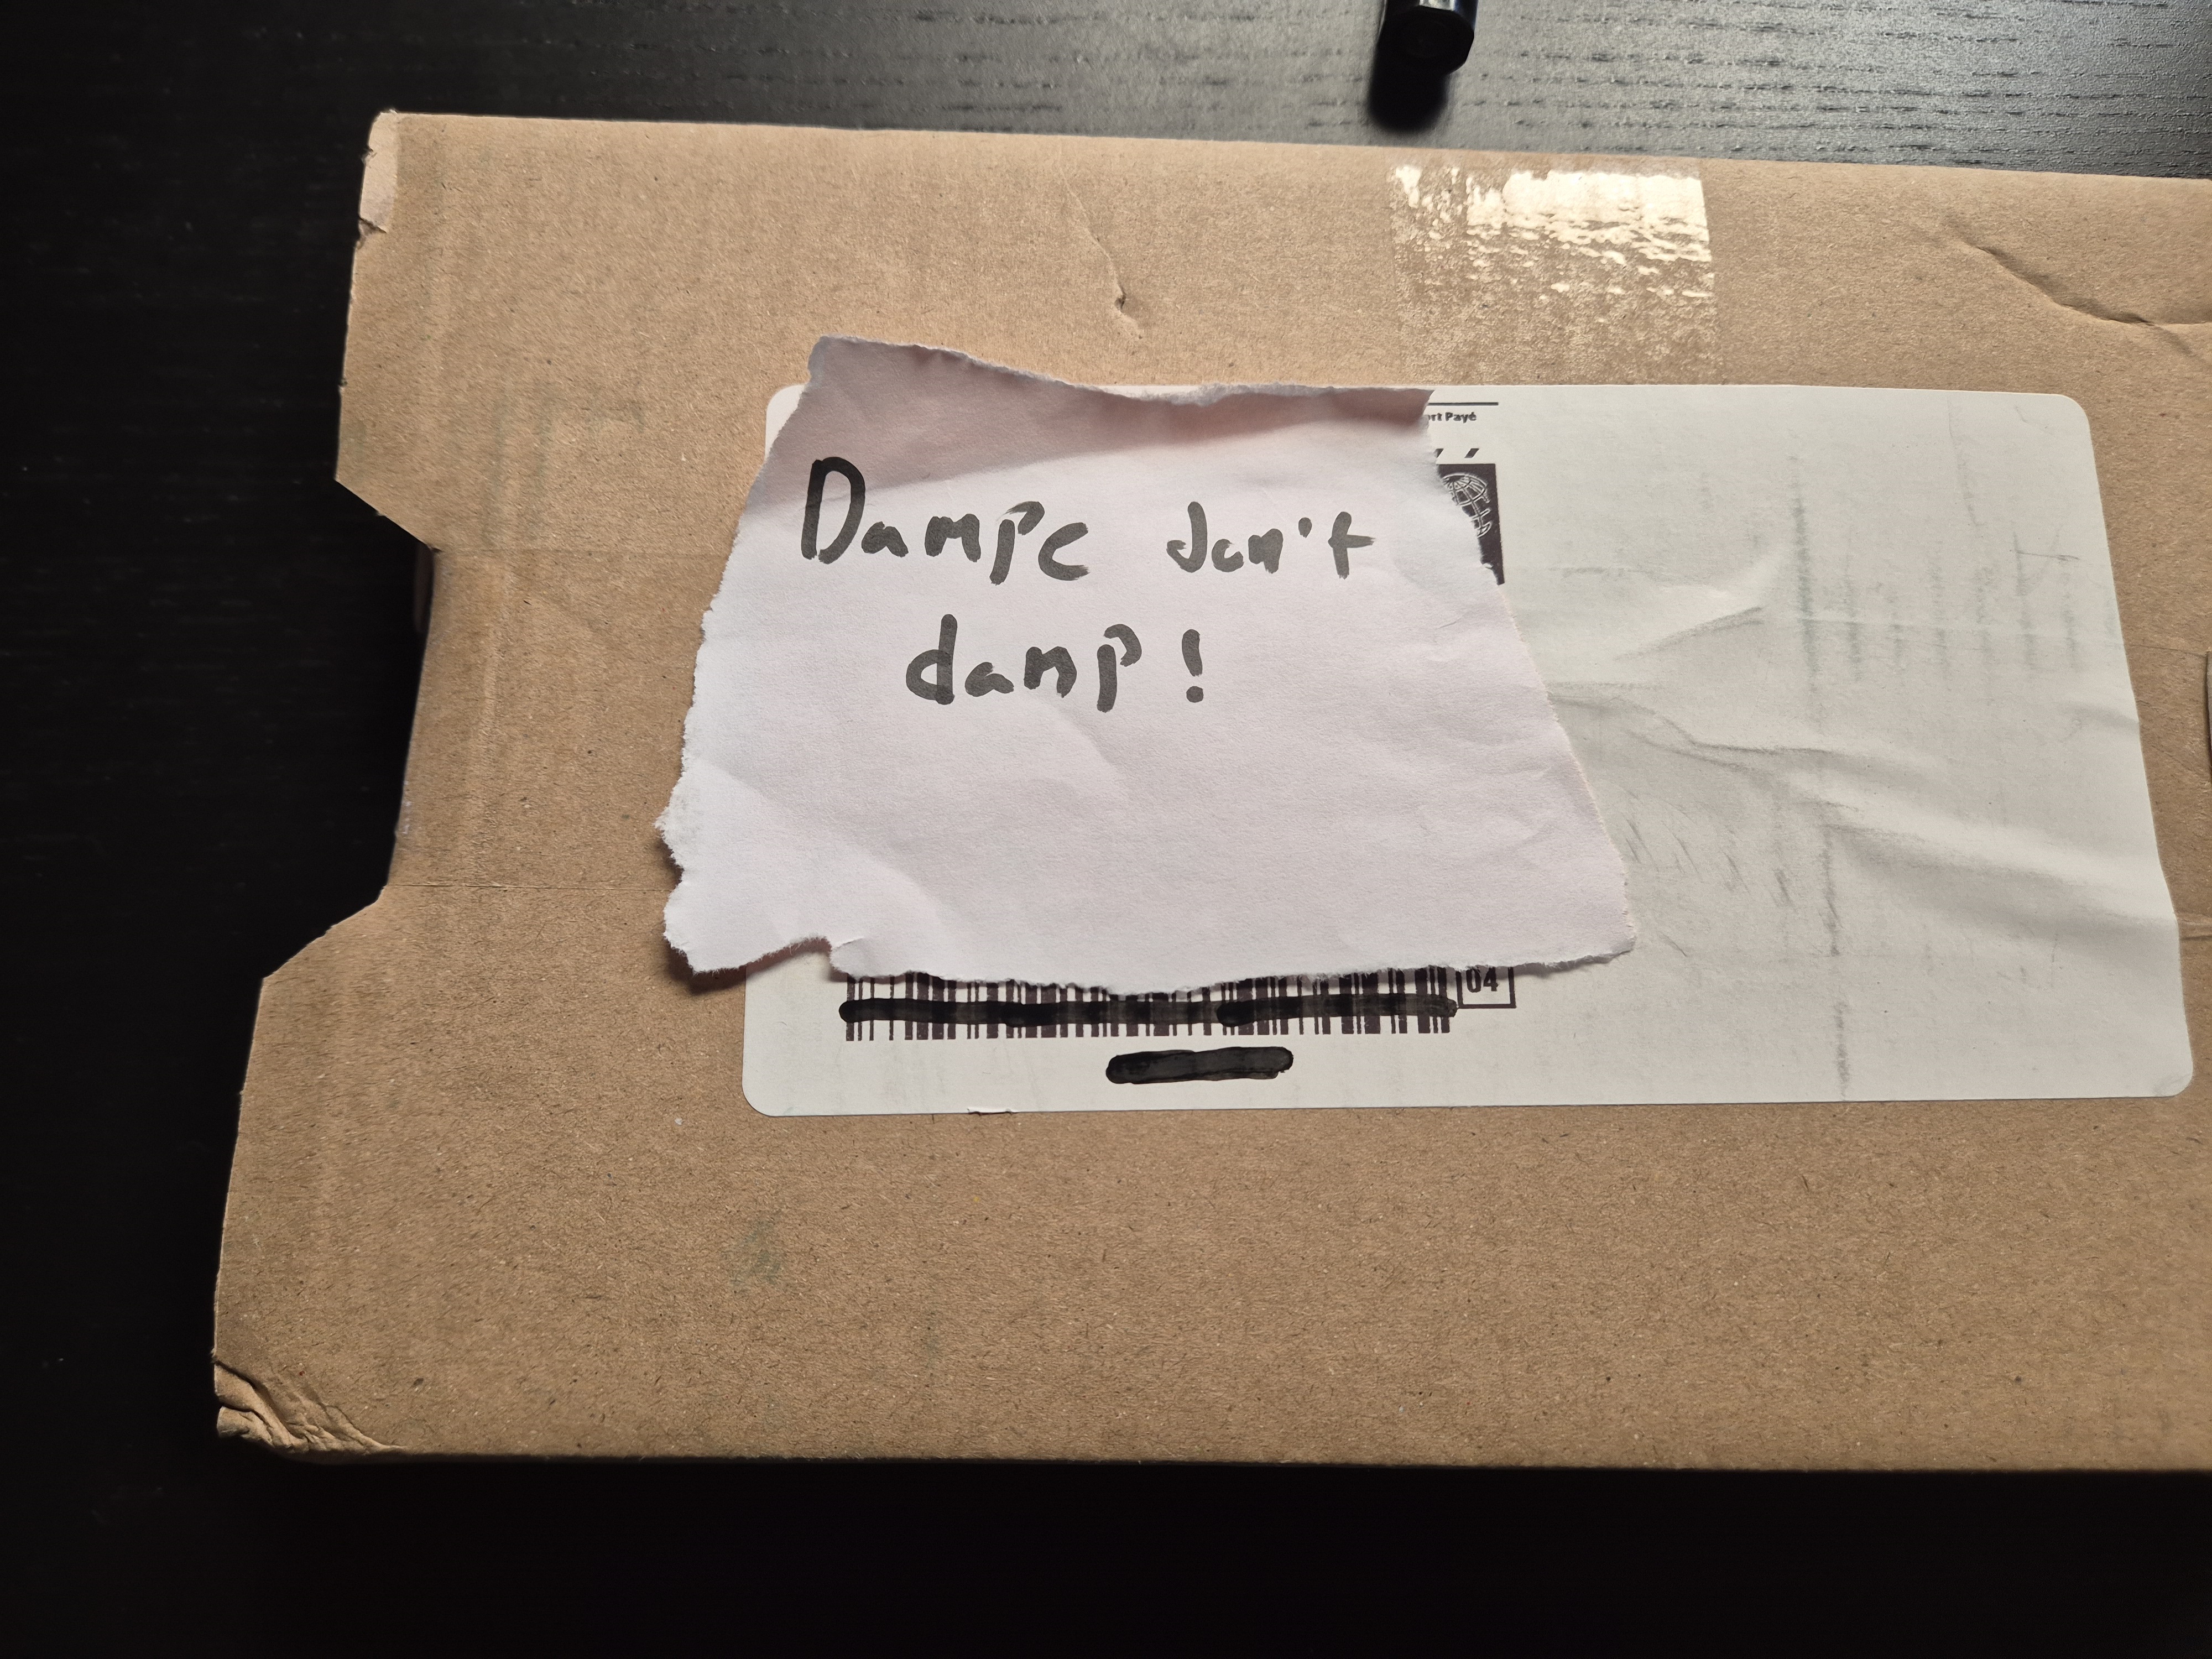 ort Payé
Dampc don't
damp!
04